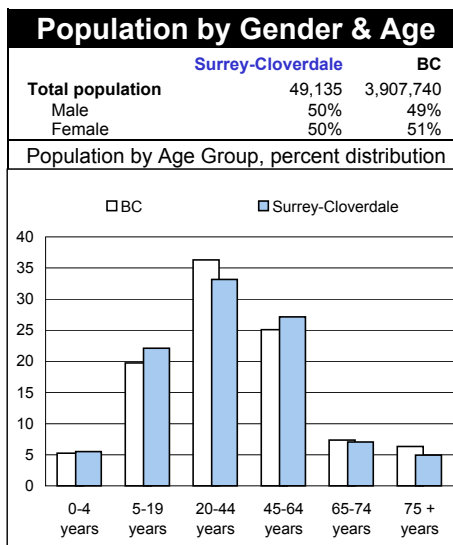 Population by Gender & Age
Surrey-Cloverdale BC
Total population 49,135 3,907,740
Male 50% 49%
Female 50% 51%
Population by Age Group, percent distribution
BC Surrey-Cloverdale
40
35
30
25
20
15
10
5
0
0-4 5-19 20-44 45-64 65-74 75 +
years years years years years years